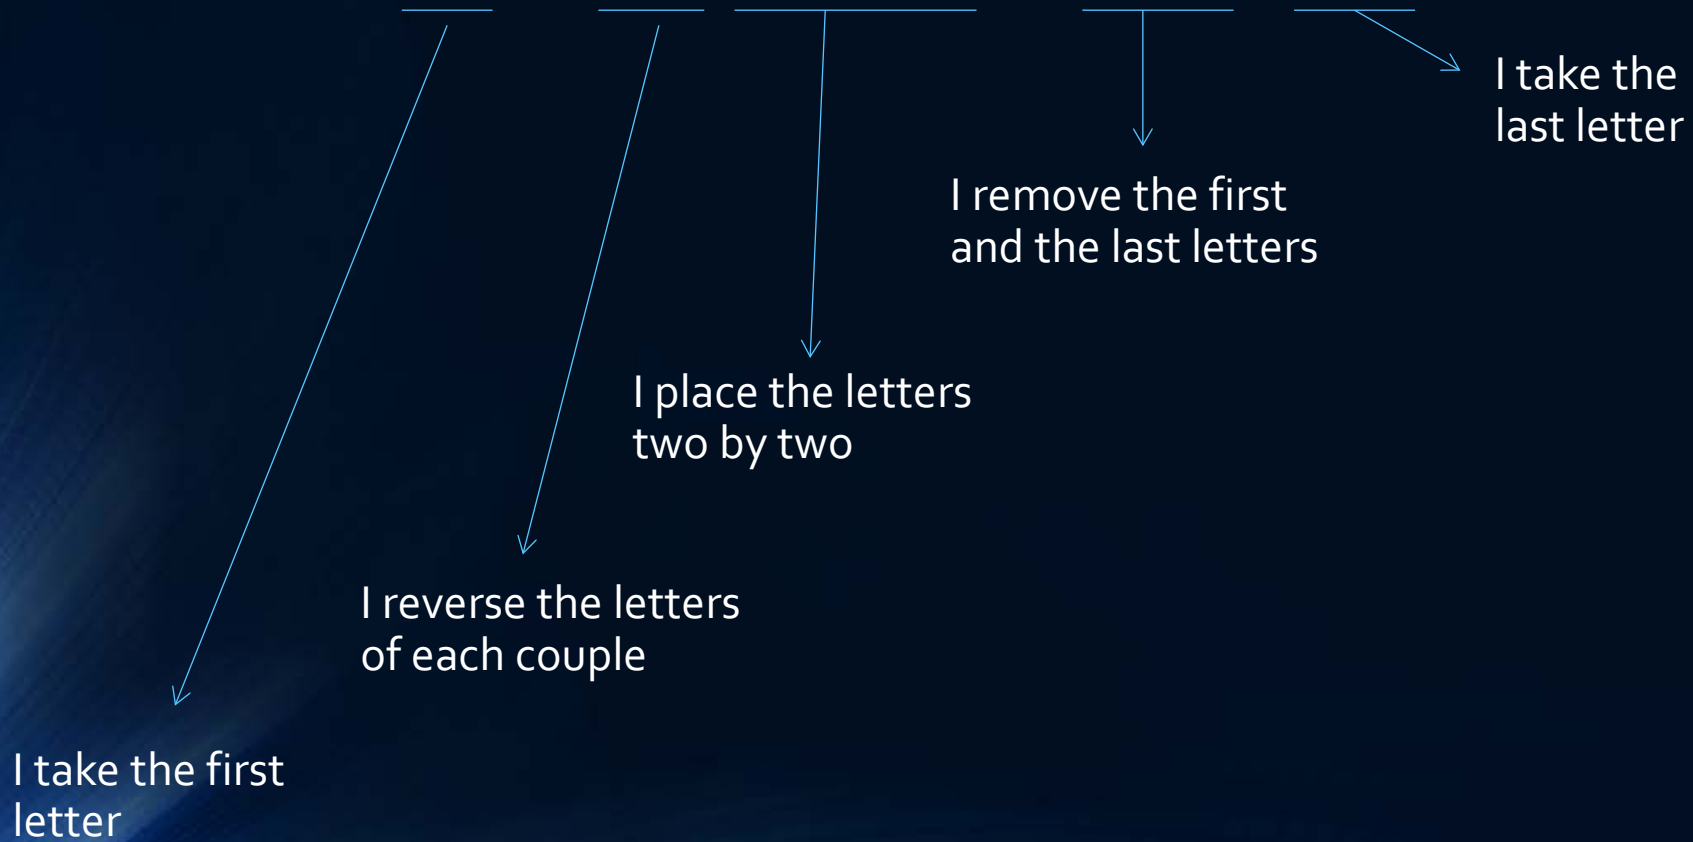 I take the
last letter
I remove the first
and the last letters
I place the letters
two by two
I reverse the letters
of each couple
I take the first
letter